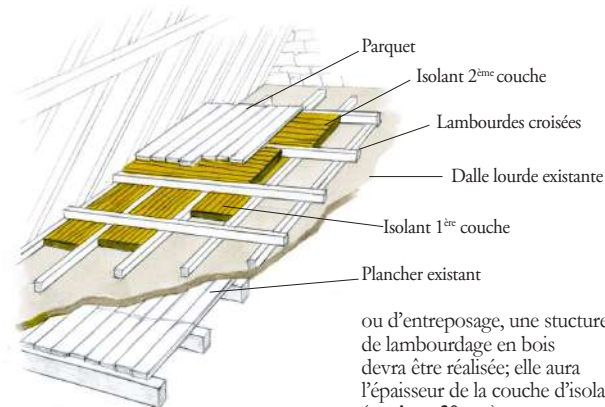 Parquet
Isolant 2ème couche
Lambourdes croisées
Dalle lourde existante
Isolant 1ère couche
Plancher existant
ou d'entreposage, une stucture
de lambourdage en bois
devra être réalisée; elle aura
l'épaisseur de la couche d'isola